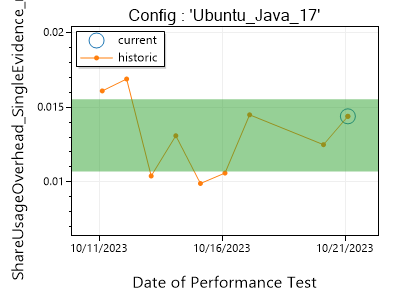 Config : 'Ubuntu_Java_17'
ShareUsageOverhead_SingleEvidence_
0.02
0.015
0.01
current
historic
10/11/2023
10/16/2023
10/21/2023
Date of Performance Test